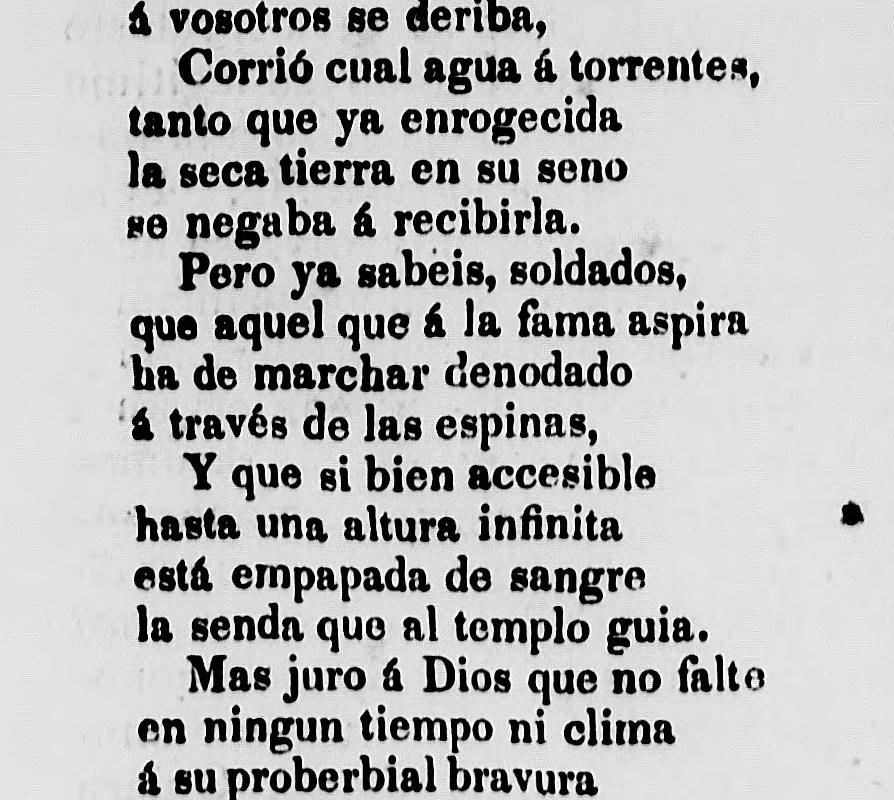 á vosotros se deriba,
Corrió cual agua á torrentes,
tanto que ya enrogecida
la seca tierra en su seno
se negaba á recibirla.
Pero ya sabeis, soldados,
que aquel que á la fama aspira
ha de marchar denodado
á través de las espinas,
Y que si bien accesible
hasta una altura infinita
está empapada de sangre
la senda que al templo guia.
Mas juro á Dios que no falte
en ningun tiempo ni clima
á su proberbial bravura